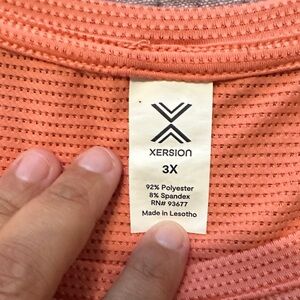 XERSION
3X
92% Polyester
8% Spandex
RN# 93677
Made in Lesotho